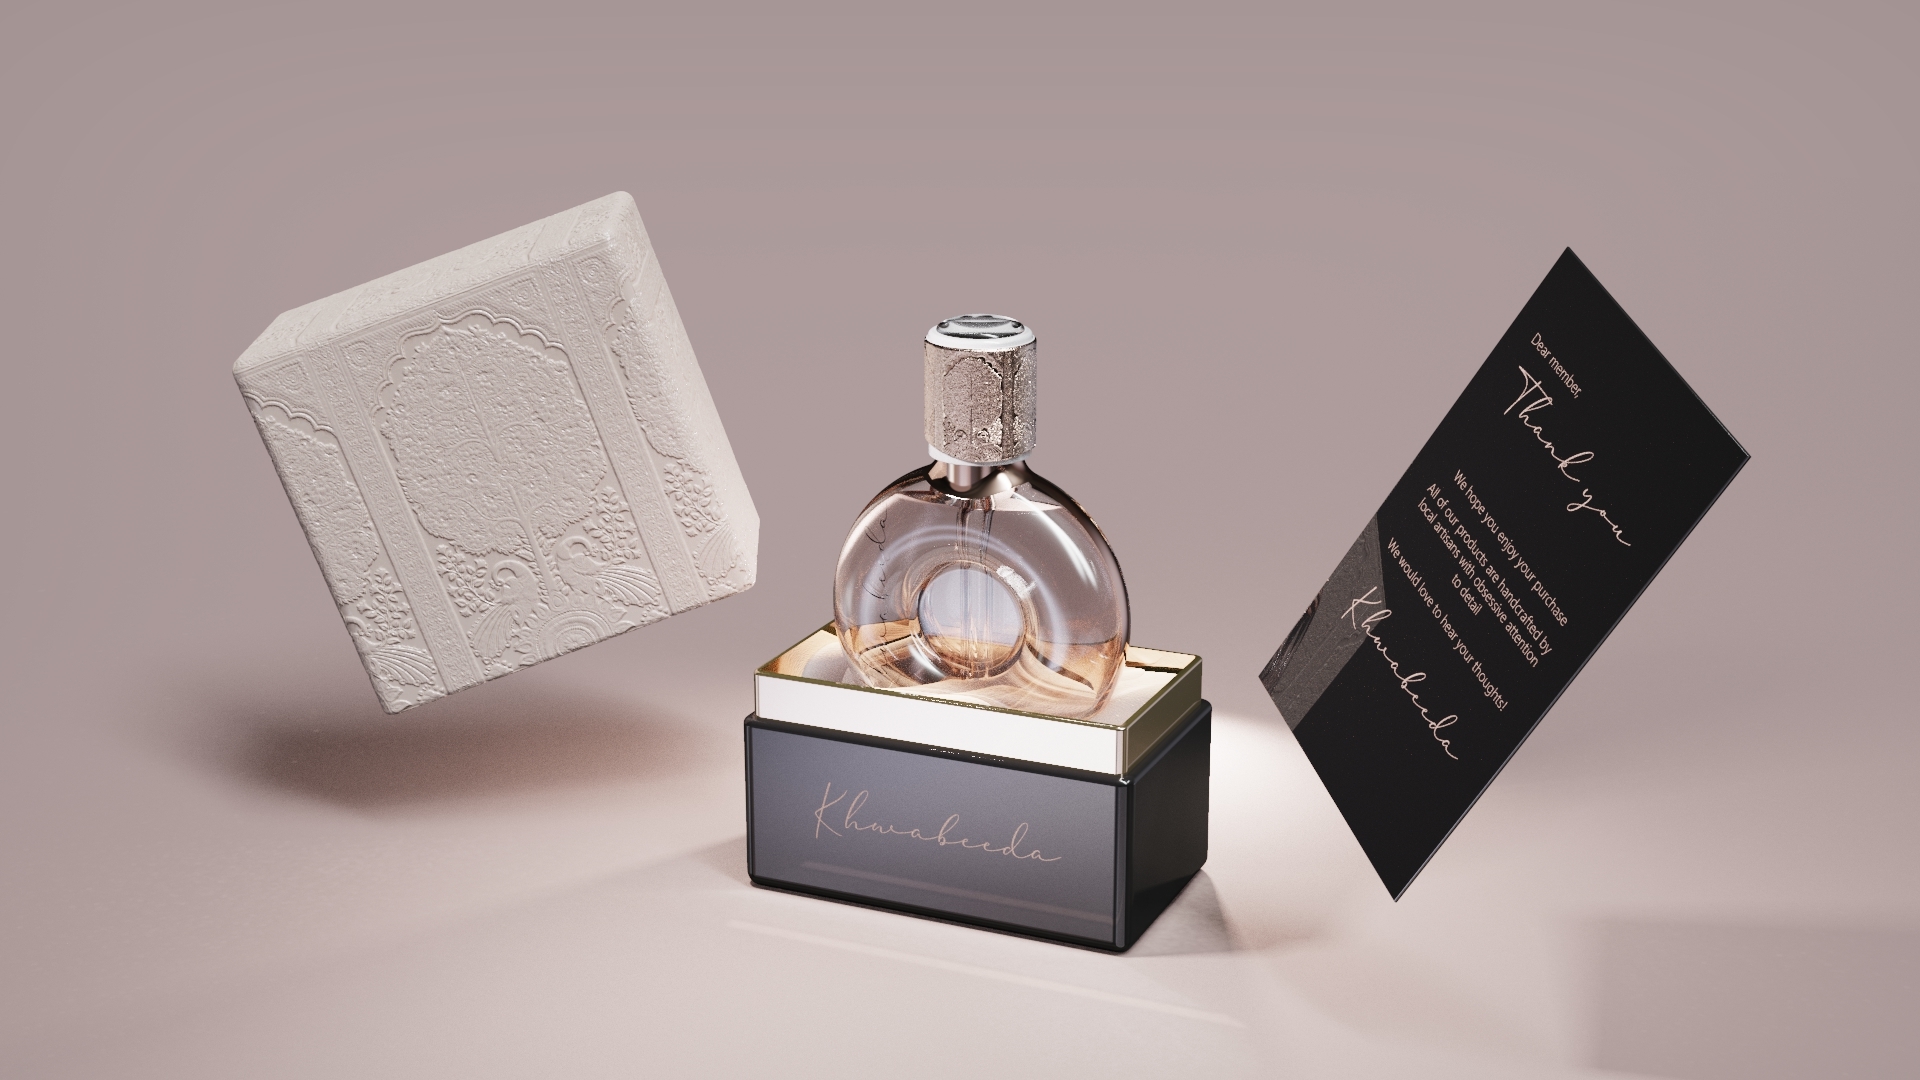 Khwabeeda
Dear member,
Thank you
We hope you enjoy your purchase
All of our products are handcrafted by
local artisans with obsessive attention
to detail
We would love to hear your thoughts!
Khwabeeda